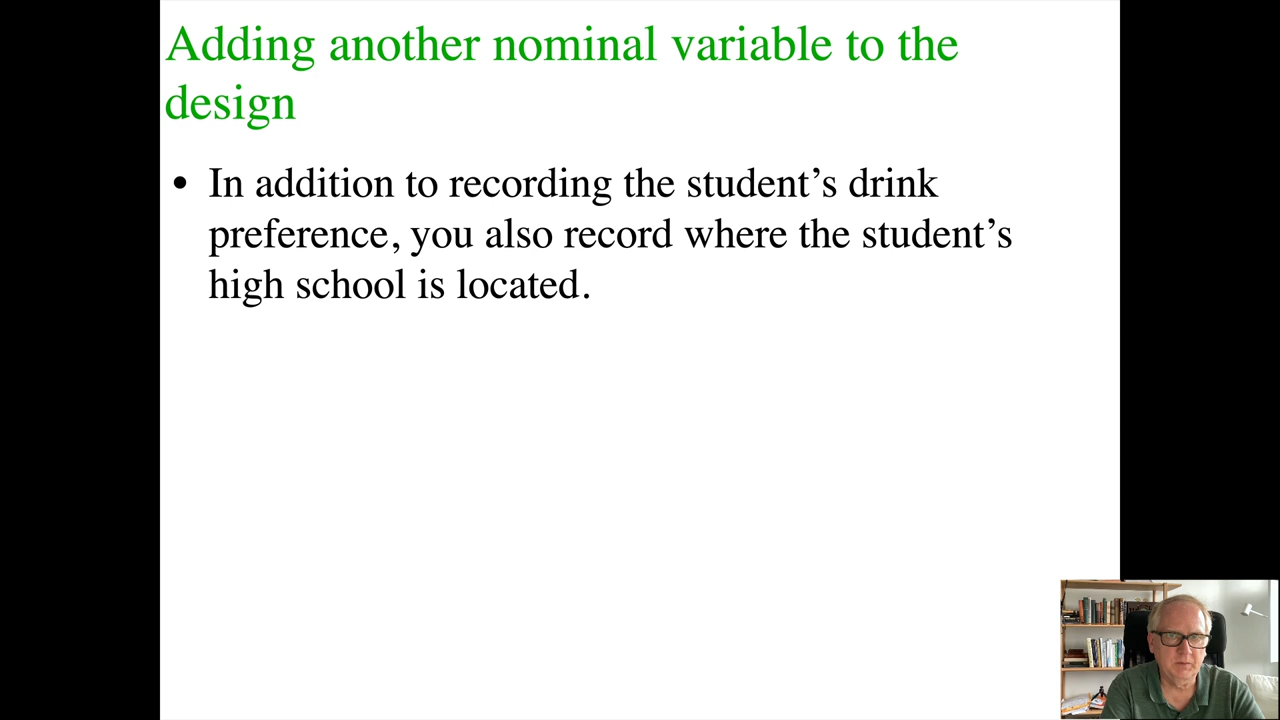 Adding another nominal variable to the
design
• In addition to recording the student’s drink
preference, you also record where the student’s
high school is located.